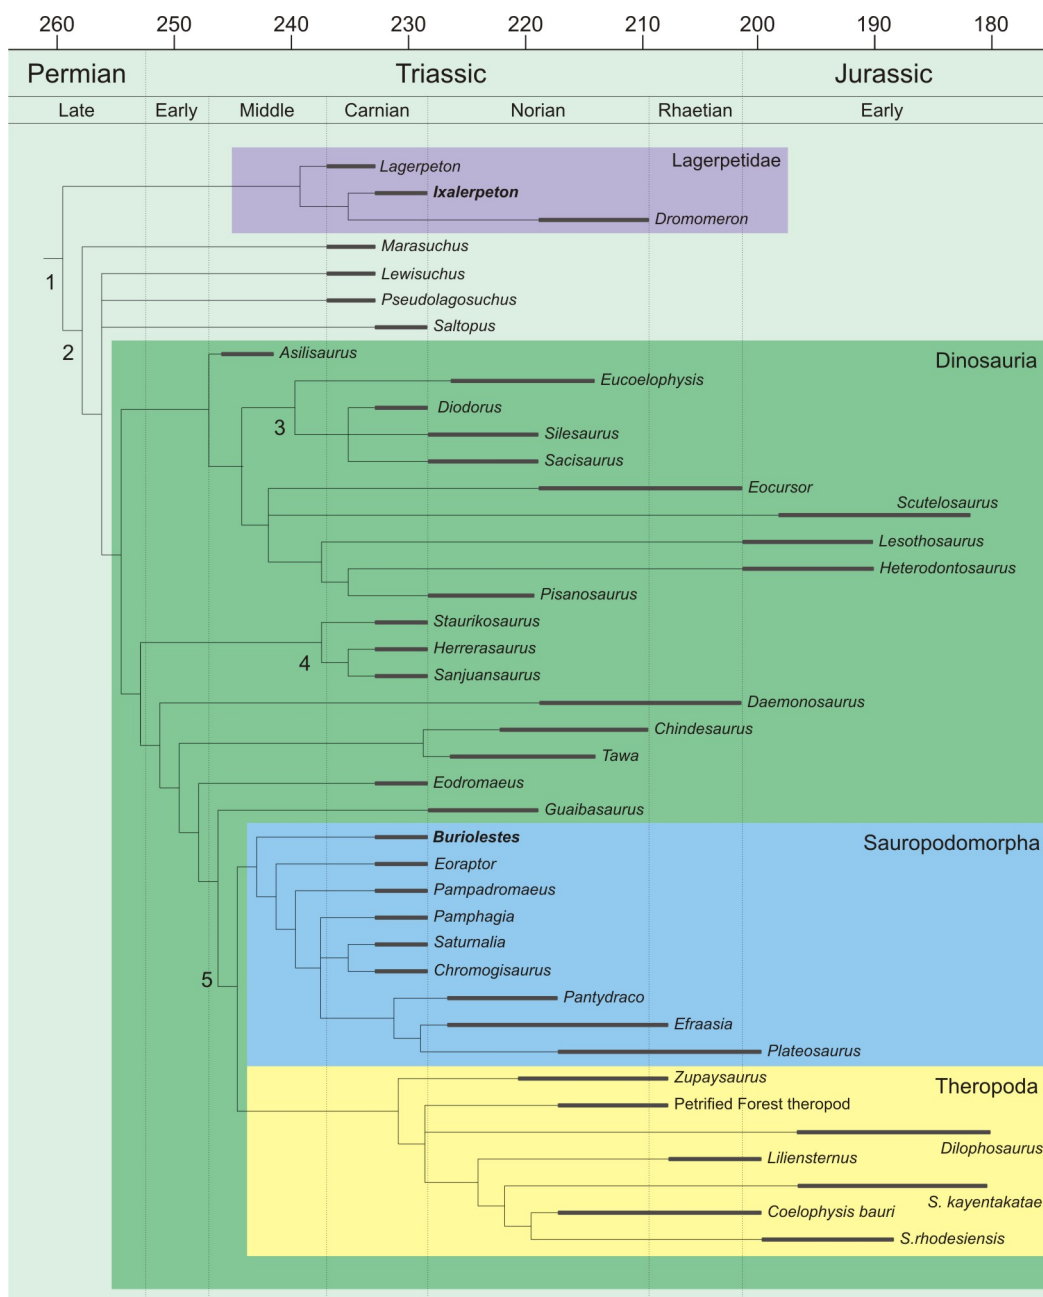 260 250 240 230 220 210 200 190 180
Permian Triassic Jurassic
Late Early Middle Carnian Norian Rhaetian Early
Lagerpetidae
Lagerpeton
Ixalerpeton
Dromomeron
Marasuchus
1
Lewisuchus
Pseudolagosuchus
Saltopus
2
Asilisaurus
Dinosauria
Eucoelophysis
Diodorus
3
Silesaurus
Sacisaurus
Eocursor
Scutelosaurus
Lesothosaurus
Heterodontosaurus
Pisanosaurus
Staurikosaurus
Herrerasaurus
4
Sanjuansaurus
Daemonosaurus
Chindesaurus
Tawa
Eodromaeus
Guaibasaurus
Buriolestes
Sauropodomorpha
Eoraptor
Pampadromaeus
Pamphagia
Saturnalia
Chromogisaurus
5
Pantydraco
Efraasia
Plateosaurus
Zupaysaurus
Theropoda
Petrified Forest theropod
Dilophosaurus
Liliensternus
S. kayentakatae
Coelophysis bauri
S.rhodesiensis